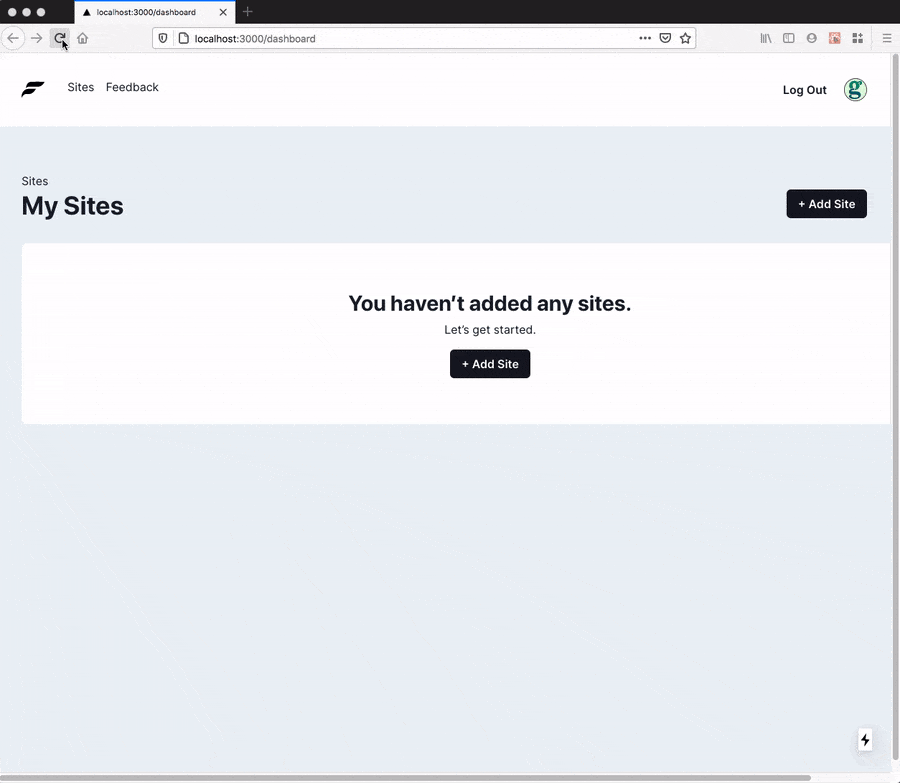 localhost:3000/dashboard
localhost:3000/dashboard
Sites Feedback
Log Out
g
Sites
My Sites
+ Add Site
You haven’t added any sites.
Let’s get started.
+ Add Site